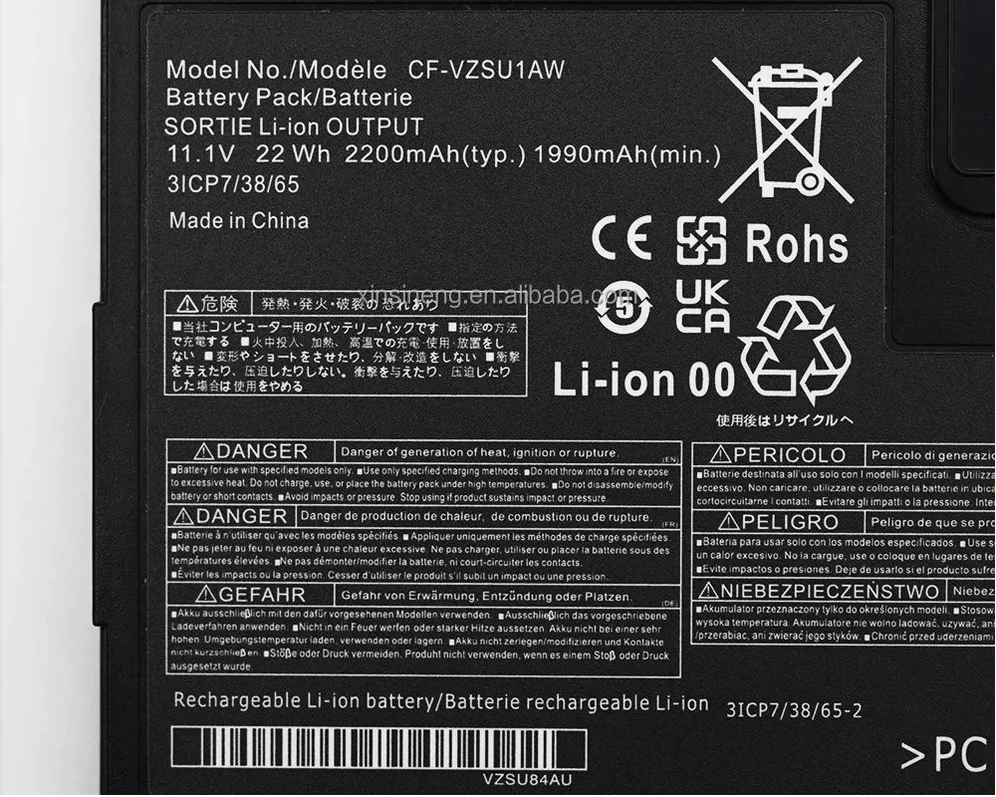 Model No./Modèle CF-VZSU1AW
Battery Pack/Batterie
SORTIE Li-ion OUTPUT
11.1V 22 Wh 2200mAh(typ.) 1990mAh(min.)
3ICP7/38/65
Made in China
CE Rohs
xinsineng.en.alibaba.com
5 UK
CA
Li-ion 00
使用後はリサイクルへ
⚠危険 発熱・発火・破裂の恐れあり
■当社コンピューター用のバッテリーパックです ■指定の方法
で充電する ■火中投入、加熱、高温での充電・使用・放置をし
ない ■変形やショートをさせたり、分解・改造をしない ■衝撃
を与えたり、圧迫したりしない。衝撃を与えたり、圧迫したり
した場合は使用をやめる
⚠DANGER Danger of generation of heat, ignition or rupture. (EN)
■Battery for use with specified models only. ■Use only specified charging methods. ■Do not throw into a fire or expose
to excessive heat. Do not charge, use, or place the battery pack under high temperatures. ■Do not disassemble/modify
battery or short contacts. ■Avoid impacts or pressure. Stop using if product sustains impact or pressure.
⚠DANGER Danger de production de chaleur, de combustion ou de rupture. (FR)
■Batterie à n'utiliser qu'avec les modéles spécifiés ■ Appliquer uniquement les méthodes de charge spécifiées.
■Ne pas jeter au feu ni exposer à une chaleur excessive. Ne pas charger, utiliser ou placer la batterie sous des
températures élevées. ■Ne pas démonter/modifier la batterie, ni court-circuiter les contacts.
■Éviter les impacts ou la pression. Cesser d'utiliser le produit s'il subit un impact ou une pression.
⚠GEFAHR Gefahr von Erwärmung, Entzündung oder Platzen. (DE)
■Akku ausschließlich mit den dafür vorgesehenen Modellen verwenden. ■Ausschließlich das vorgeschriebene
Ladeverfahren anwenden. ■Nicht in ein Feuer werfen oder starker Hitze aussetzen. Akku nicht bei einer sehr
hohen Umgebungstemperatur laden, verwenden oder lagern. ■Akku nicht zerlegen/modifizieren und Kontakte
nicht kurzschließen. ■Stöße oder Druck vermeiden. Produht nicht verwenden, wenn es einem Stoß oder Druck
ausgesetzt wurde.
⚠PERICOLO Pericolo di generazio
■Batterie destinata all'uso solo con I modelli specificati. ■Utilizza
eccessivo. Non caricare, utilizzare o collocare la batterie in ubica
cortocircuitarne i contatti. ■Evitare gli impatti o la pressione. Inte
⚠PELIGRO Peligro de que se pro
■Bateria para usar solo con los modelos especificados. ■Use s
un calor excesivo. No la cargue, use o coloque en lugares de te
■Evite impactos o presiones. Deje de usarlo si el producto sufre
⚠NIEBEZPIECZEŃSTWO Niebez
■Akumulator przeznaczony tylko do określonych modeli. ■Stosowa
wysoka temperatura. Akumulatore nie wolno ladować, uzywać, ani
/przerabiac, ani zwierać jego styków. ■Chronić przed uderzeniami
Rechargeable Li-ion battery/Batterie rechargeable Li-ion 3ICP7/38/65-2
VZSU84AU
>PC